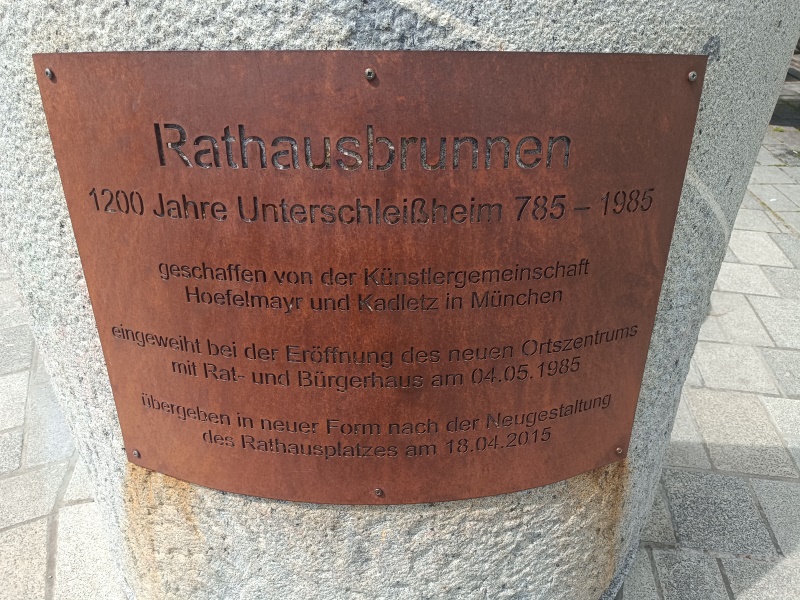 Rathausbrunnen
1200 Jahre Unterschleißheim 785 – 1985
geschaffen von der Künstlergemeinschaft
Hoefelmayr und Kadletz in München
eingeweiht bei der Eröffnung des neuen Ortszentrums
mit Rat- und Bürgerhaus am 04.05.1985
übergeben in neuer Form nach der Neugestaltung
des Rathausplatzes am 18.04.2015